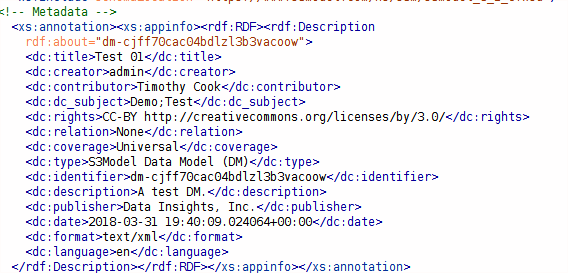 <!-- Metadata -->
<xs:annotation><xs:appinfo><rdf:RDF><rdf:Description
rdf:about="dm-cjff70cac04bdlzl3b3vacoow">
<dc:title>Test 01</dc:title>
<dc:creator>admin</dc:creator>
<dc:contributor>Timothy Cook</dc:contributor>
<dc:dc_subject>Demo;Test</dc:dc_subject>
<dc:rights>CC-BY http://creativecommons.org/licenses/by/3.0/</dc:rights>
<dc:relation>None</dc:relation>
<dc:coverage>Universal</dc:coverage>
<dc:type>S3Model Data Model (DM)</dc:type>
<dc:identifier>dm-cjff70cac04bdlzl3b3vacoow</dc:identifier>
<dc:description>A test DM.</dc:description>
<dc:publisher>Data Insights, Inc.</dc:publisher>
<dc:date>2018-03-31 19:40:09.024064+00:00</dc:date>
<dc:format>text/xml</dc:format>
<dc:language>en</dc:language>
</rdf:Description></rdf:RDF></xs:appinfo></xs:annotation>